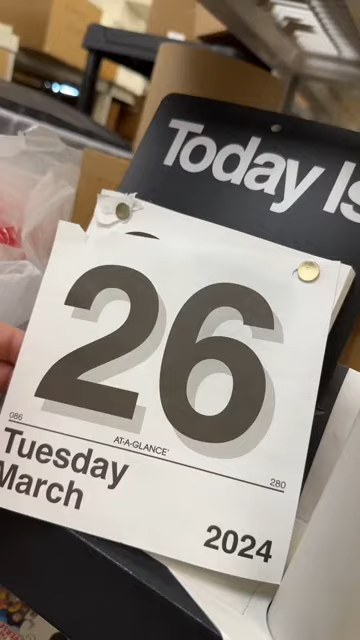 Today Is
26
086
AT-A-GLANCE®
280
Tuesday
March
2024